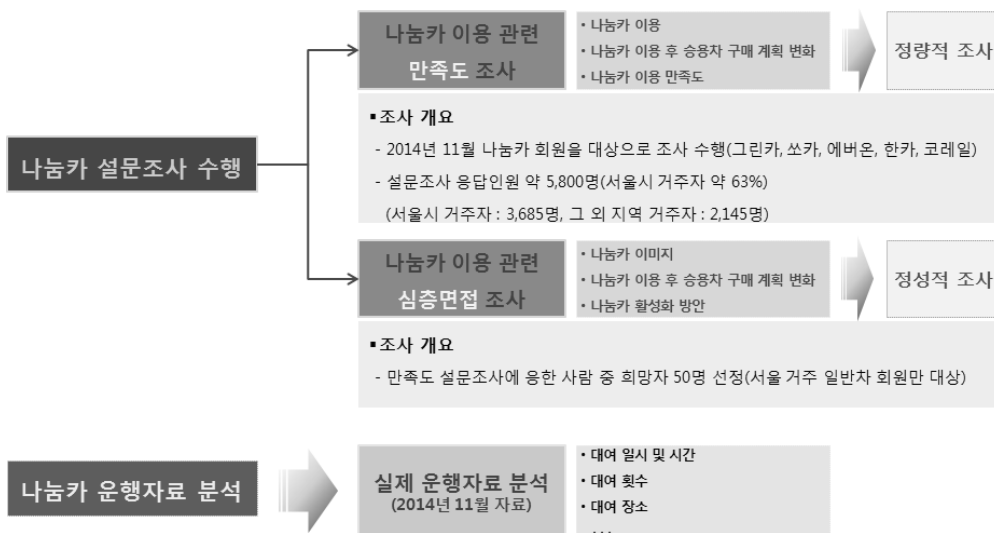 나눔카 설문조사 수행
나눔카 이용 관련
만족도 조사
• 나눔카 이용
• 나눔카 이용 후 승용차 구매 계획 변화
• 나눔카 이용 만족도
정량적 조사
▪조사 개요
- 2014년 11월 나눔카 회원을 대상으로 조사 수행(그린카, 쏘카, 에버온, 한카, 코레일)
- 설문조사 응답인원 약 5,800명(서울시 거주자 약 63%)
(서울시 거주자 : 3,685명, 그 외 지역 거주자 : 2,145명)
나눔카 이용 관련
심층면접 조사
• 나눔카 이미지
• 나눔카 이용 후 승용차 구매 계획 변화
• 나눔카 활성화 방안
정성적 조사
▪조사 개요
- 만족도 설문조사에 응한 사람 중 희망자 50명 선정(서울 거주 일반차 회원만 대상)
나눔카 운행자료 분석
실제 운행자료 분석
(2014년 11월 자료)
• 대여 일시 및 시간
• 대여 횟수
• 대여 장소